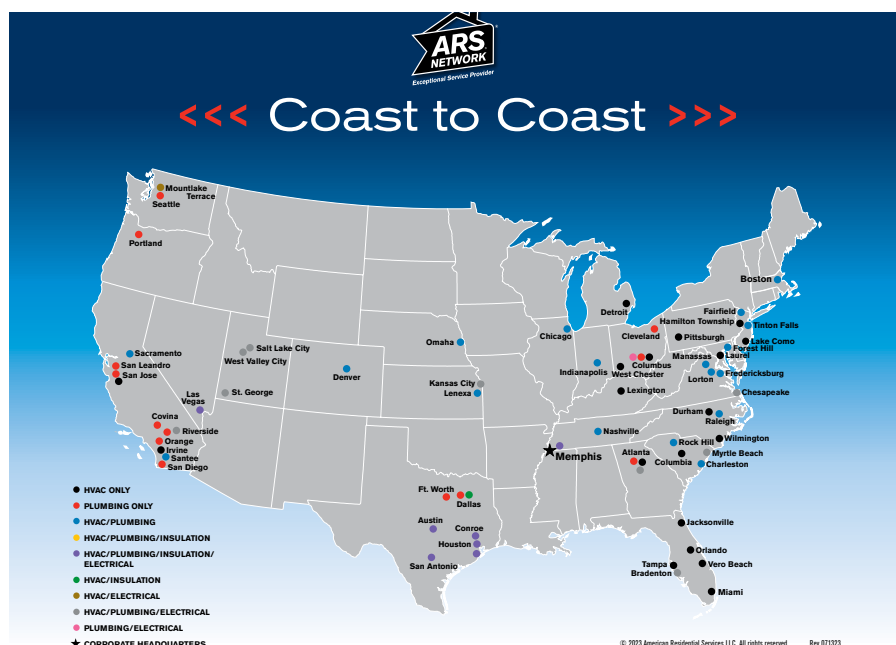 ARS
NETWORK
Exceptional Service Provider
<<< Coast to Coast >>>
Mountlake
Terrace
Seattle
Portland
Boston
Detroit
Fairfield
Hamilton Township
Tinton Falls
Chicago
Cleveland
Pittsburgh
Lake Como
Omaha
Forest Hill
Sacramento
Salt Lake City
West Valley City
Manassas
Laurel
San Leandro
San Jose
Denver
Indianapolis
Columbus
West Chester
Lorton
Fredericksburg
Kansas City
Lenexa
Lexington
Chesapeake
St. George
Las
Vegas
Covina
Riverside
Orange
Irvine
Santee
San Diego
Durham
Raleigh
Nashville
Rock Hill
Wilmington
Memphis
Myrtle Beach
Atlanta
Columbia
Charleston
Ft. Worth
Dallas
Austin
Conroe
Houston
San Antonio
Jacksonville
Orlando
Tampa
Vero Beach
Bradenton
Miami
HVAC ONLY
PLUMBING ONLY
HVAC/PLUMBING
HVAC/PLUMBING/INSULATION
HVAC/PLUMBING/INSULATION/
ELECTRICAL
HVAC/INSULATION
HVAC/ELECTRICAL
HVAC/PLUMBING/ELECTRICAL
PLUMBING/ELECTRICAL
CORPORATE HEADQUARTERS
© 2023 American Residential Services LLC. All rights reserved. Rev 071323